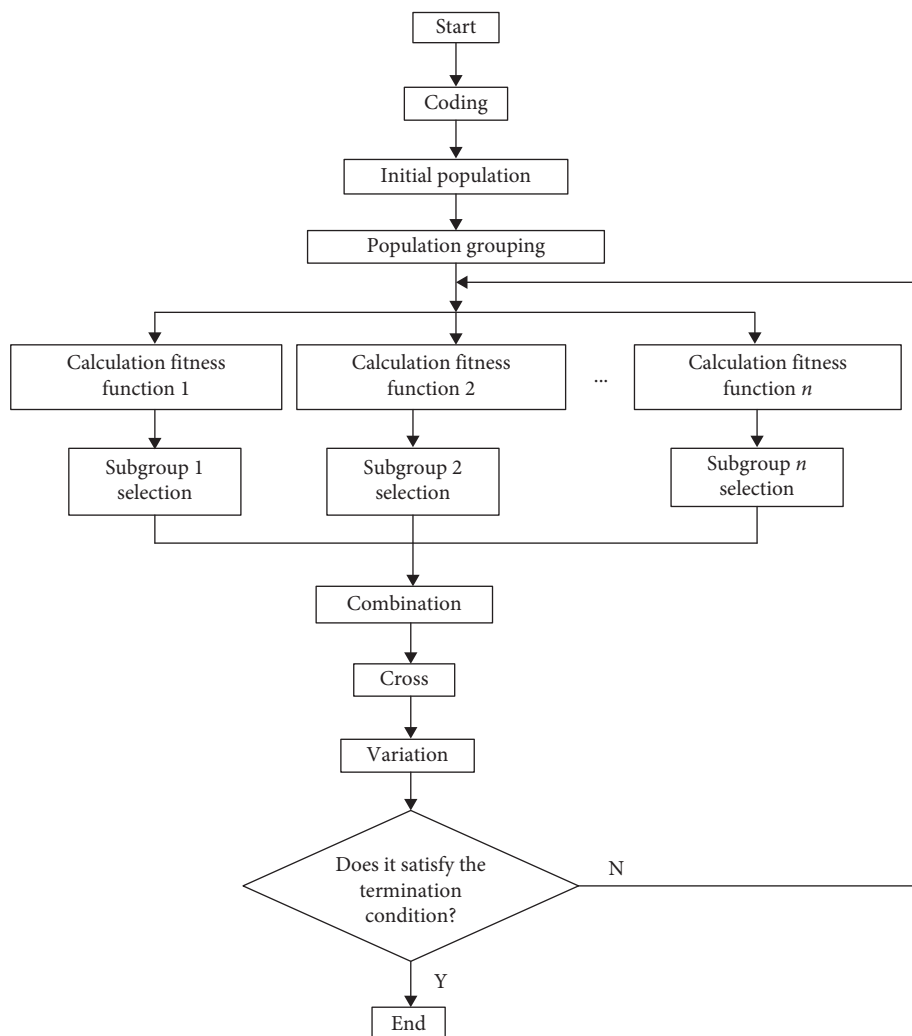 Start
Coding
Initial population
Population grouping
Calculation fitness
function 1
Calculation fitness
function 2
...
Calculation fitness
function n
Subgroup 1
selection
Subgroup 2
selection
Subgroup n
selection
Combination
Cross
Variation
Does it satisfy the
termination
condition?
N
Y
End